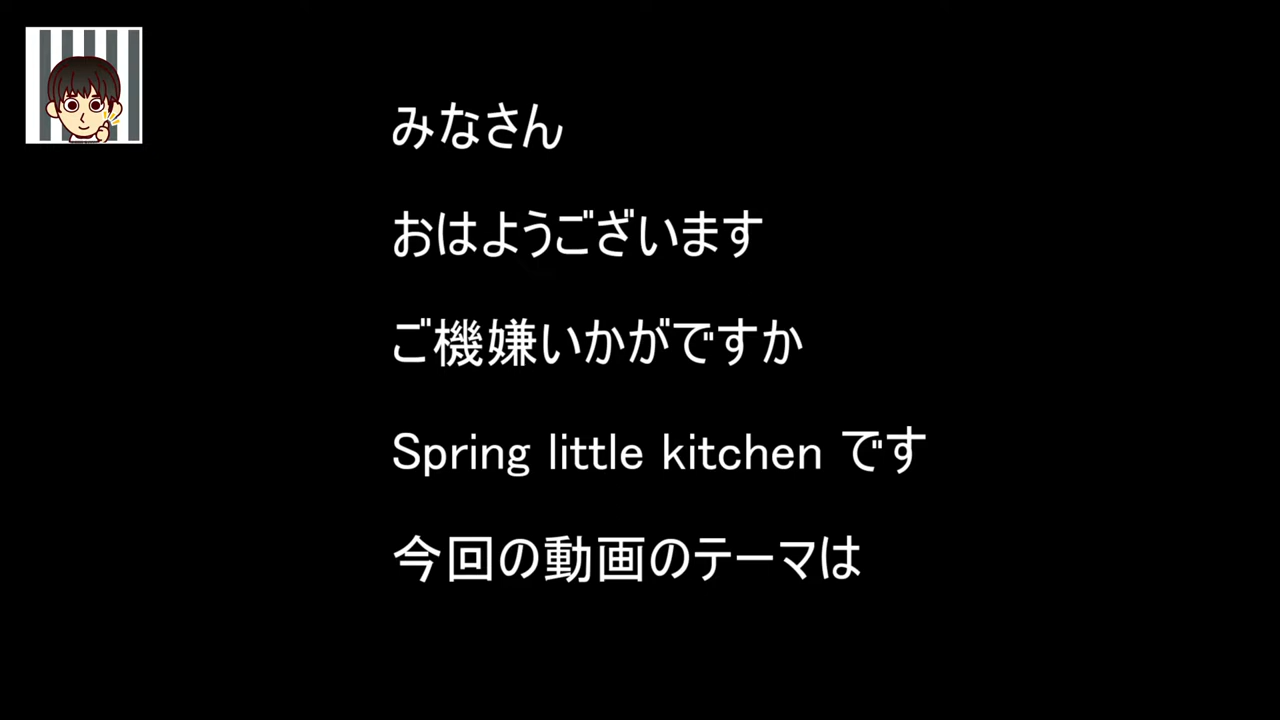 みなさん
おはようございます
ご機嫌いかがですか
Spring little kitchen です
今回の動画のテーマは